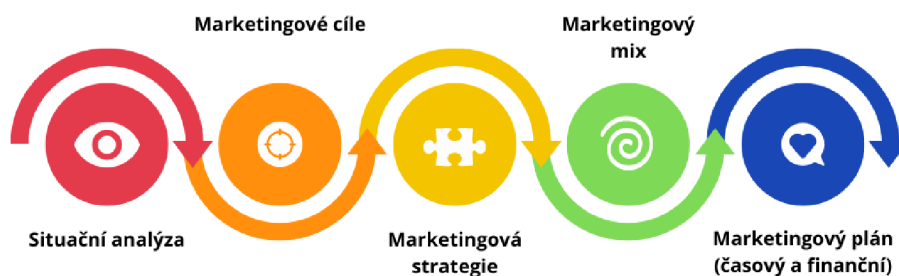 Marketingové cíle
Marketingový
mix
Situační analýza
Marketingová
strategie
Marketingový plán
(časový a finanční)